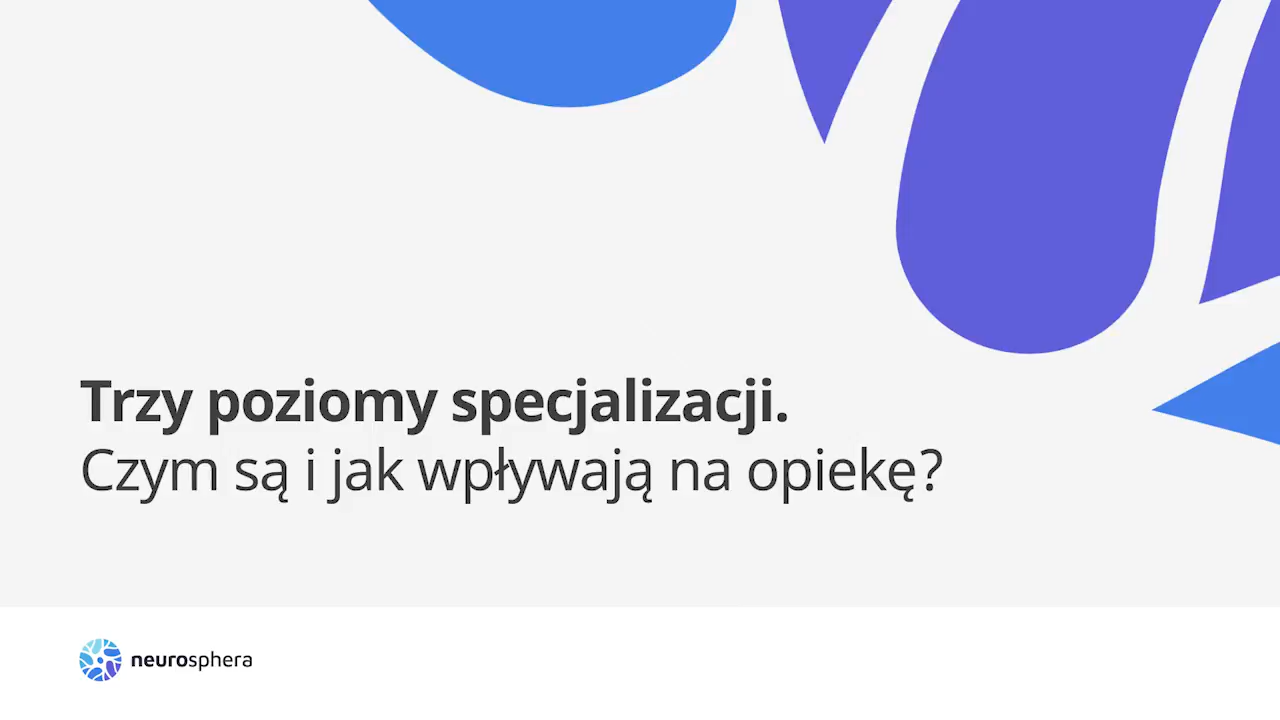 Trzy poziomy specjalizacji.
Czym są i jak wpływają na opiekę?
neurosphera